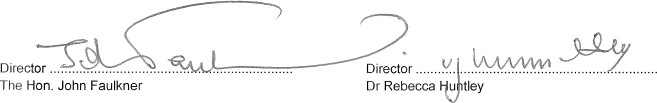 Director Director
The Hon. John Faulkner Dr Rebecca Huntley